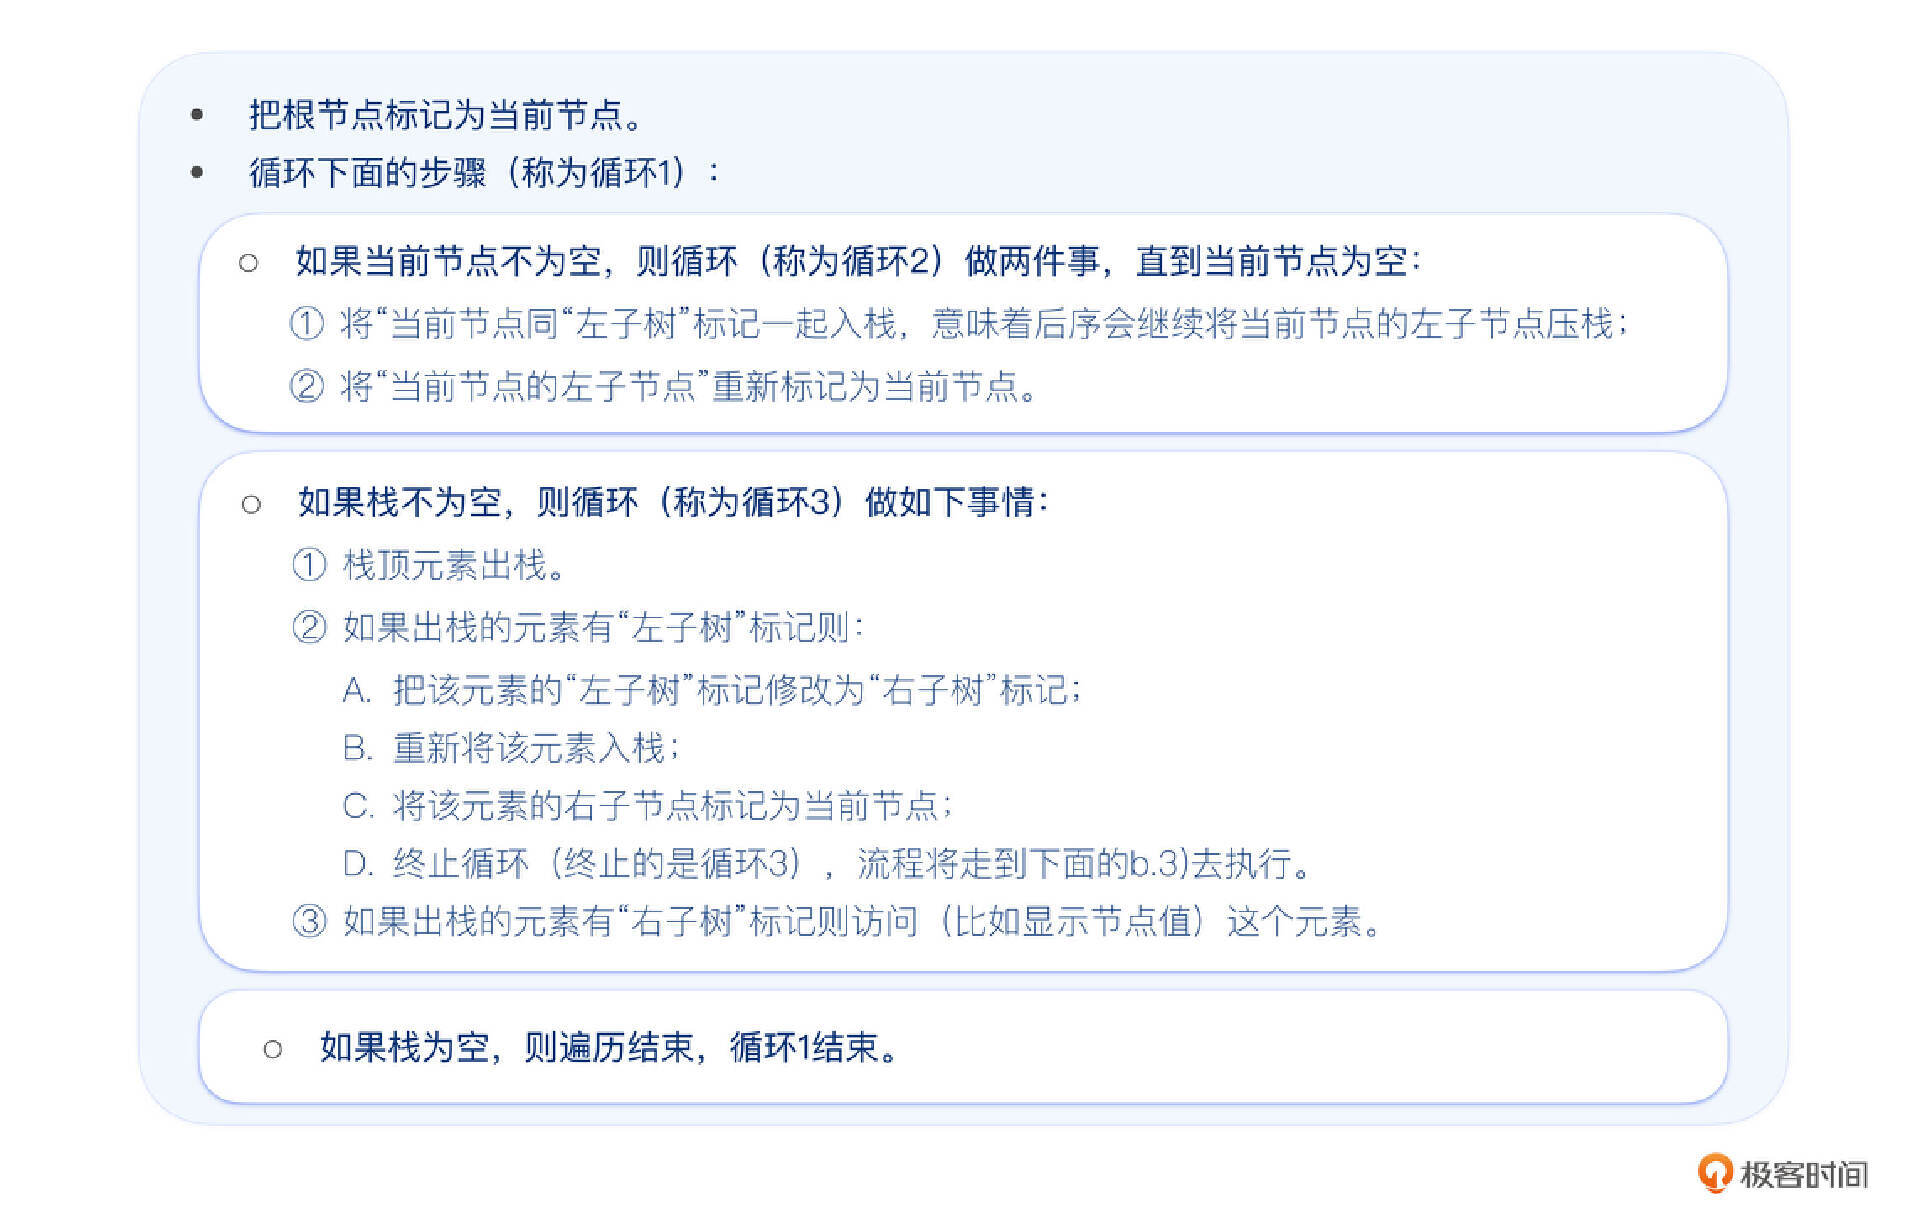 • 把根节点标记为当前节点。
• 循环下面的步骤（称为循环1）：
○ 如果当前节点不为空，则循环（称为循环2）做两件事，直到当前节点为空：
① 将“当前节点同“左子树”标记一起入栈，意味着后序会继续将当前节点的左子节点压栈；
② 将“当前节点的左子节点”重新标记为当前节点。
○ 如果栈不为空，则循环（称为循环3）做如下事情：
① 栈顶元素出栈。
② 如果出栈的元素有“左子树”标记则：
A. 把该元素的“左子树”标记修改为“右子树”标记；
B. 重新将该元素入栈；
C. 将该元素的右子节点标记为当前节点；
D. 终止循环（终止的是循环3），流程将走到下面的b.3)去执行。
③ 如果出栈的元素有“右子树”标记则访问（比如显示节点值）这个元素。
○ 如果栈为空，则遍历结束，循环1结束。
极客时间